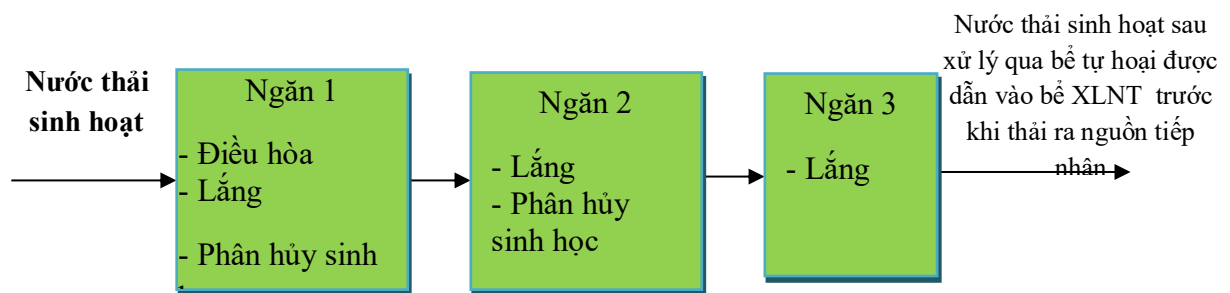 Nước thải
sinh hoạt
Ngăn 1
- Điều hòa
- Lắng
- Phân hủy sinh
Ngăn 2
- Lắng
- Phân hủy
sinh học
Ngăn 3
- Lắng
Nước thải sinh hoạt sau
xử lý qua bể tự hoại được
dẫn vào bể XLNT trước
khi thải ra nguồn tiếp
nhận